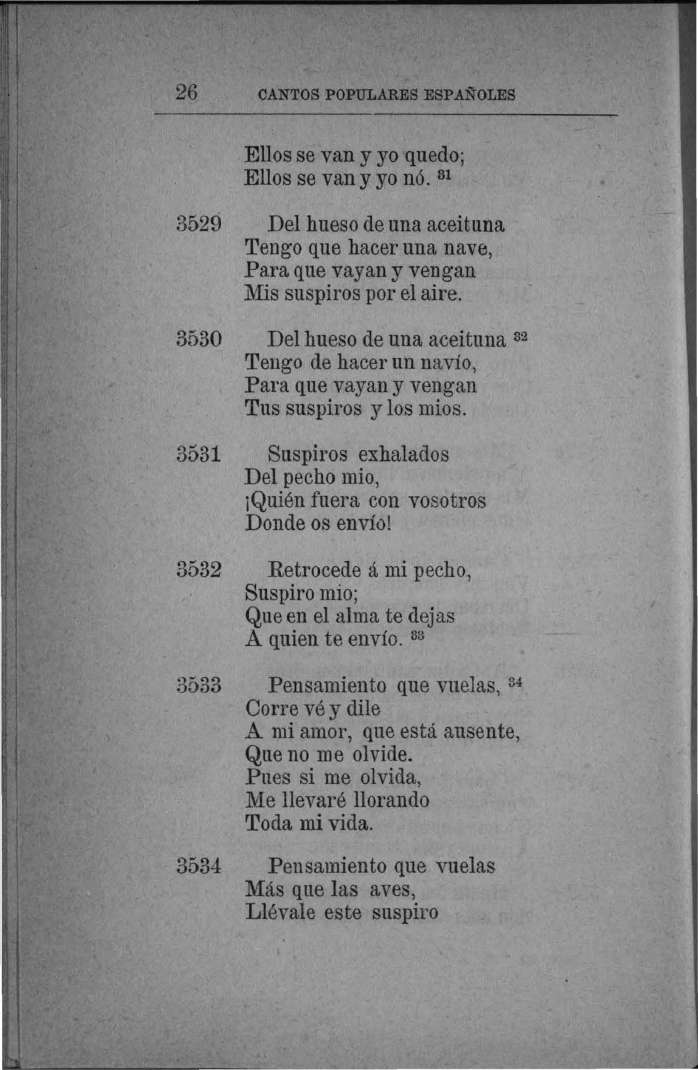 26 CANTOS POPULARES ESPAÑOLES
Ellos se van y yo quedo;
Ellos se van y yo nó. 31
3529 Del hueso de una aceituna
Tengo que hacer una nave,
Para que vayan y vengan
Mis suspiros por el aire.
3530 Del hueso de una aceituna 32
Tengo de hacer un navío,
Para que vayan y vengan
Tus suspiros y los mios.
3531 Suspiros exhalados
Del pecho mio,
¡Quién fuera con vosotros
Donde os envío!
3532 Retrocede á mi pecho,
Suspiro mio;
Que en el alma te dejas
A quien te envío. 33
3533 Pensamiento que vuelas, 34
Corre vé y dile
A mi amor, que está ausente,
Que no me olvide.
Pues si me olvida,
Me llevaré llorando
Toda mi vida.
3534 Pensamiento que vuelas
Más que las aves,
Llévale este suspiro